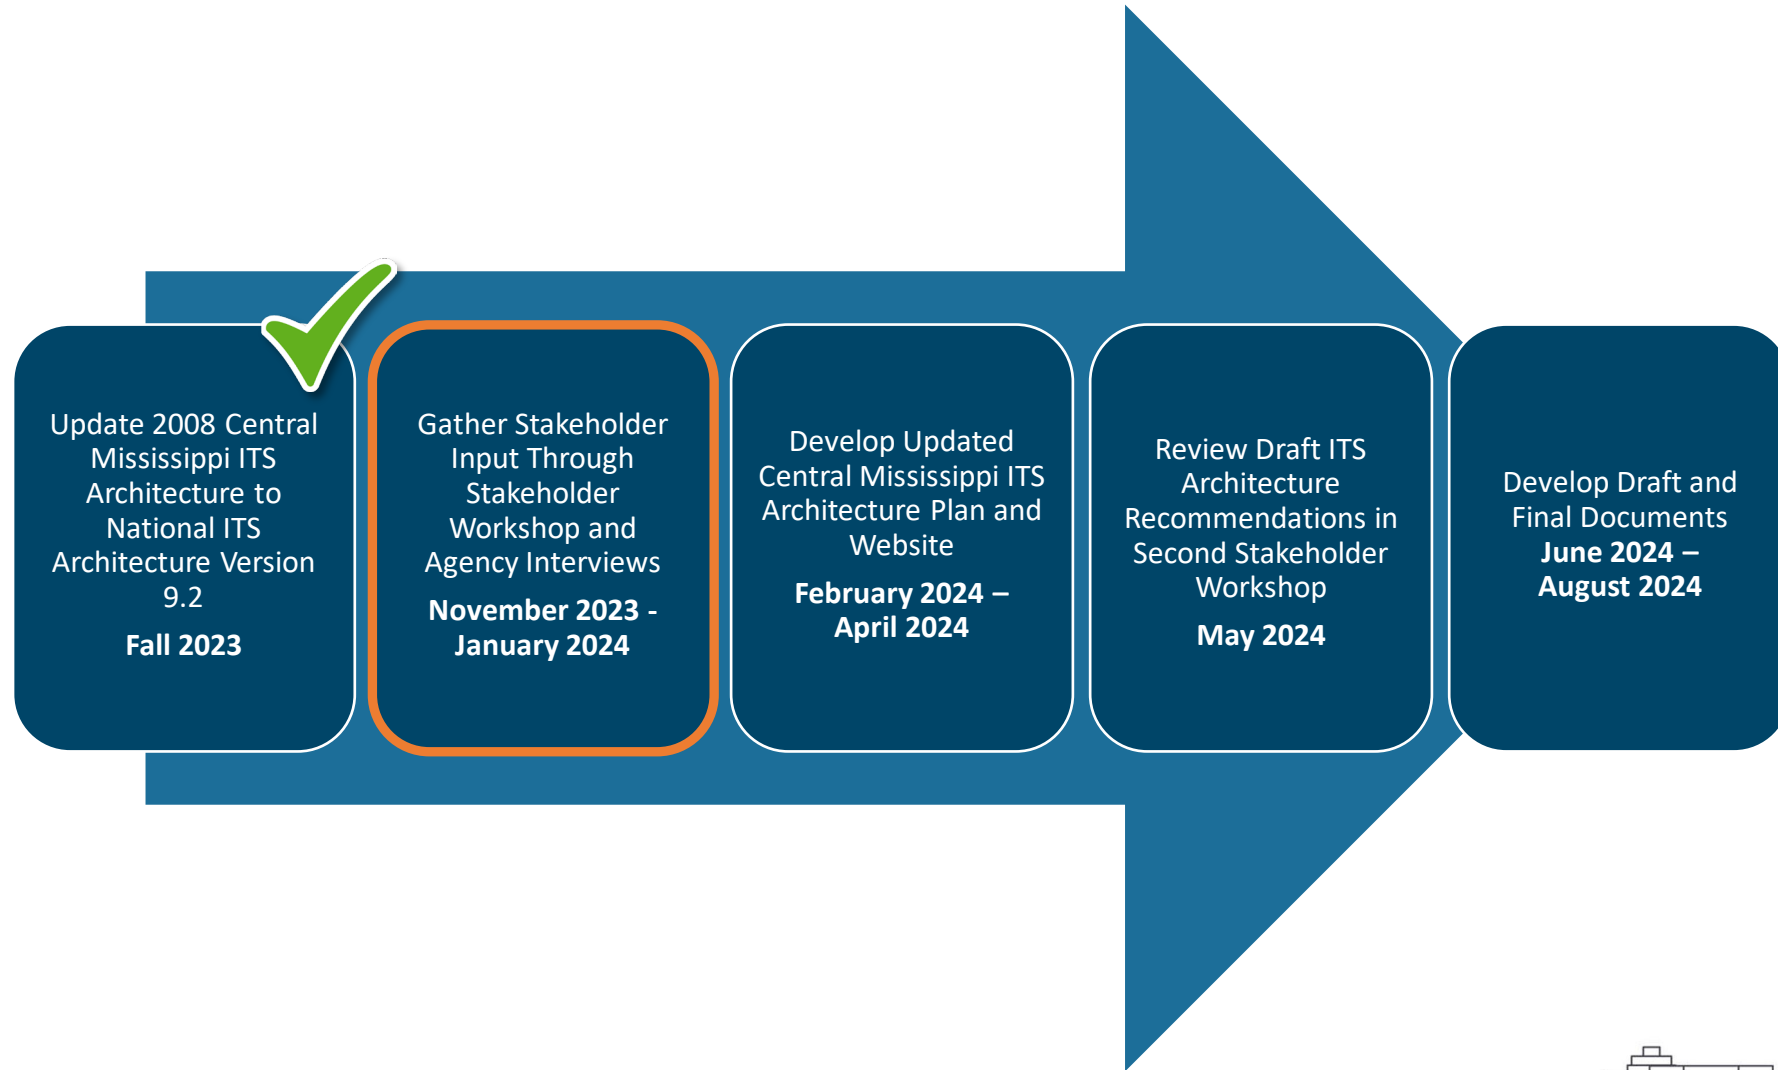 Update 2008 Central
Mississippi ITS
Architecture to
National ITS
Architecture Version
9.2
Fall 2023
Gather Stakeholder
Input Through
Stakeholder
Workshop and
Agency Interviews
November 2023 -
January 2024
Develop Updated
Central Mississippi ITS
Architecture Plan and
Website
February 2024 –
April 2024
Review Draft ITS
Architecture
Recommendations in
Second Stakeholder
Workshop
May 2024
Develop Draft and
Final Documents
June 2024 –
August 2024